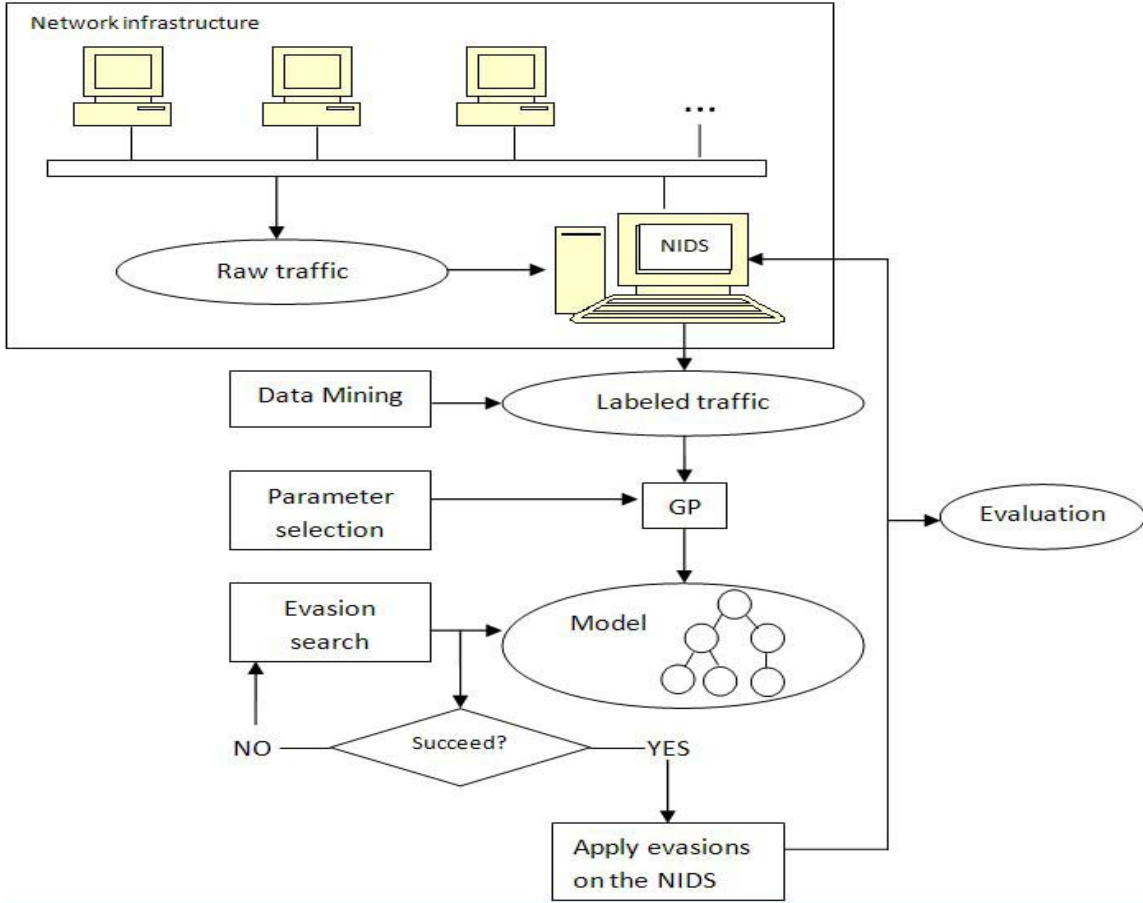 Network infrastructure
...
NIDS
Raw traffic
Data Mining
Labeled traffic
Parameter
selection
GP
Evaluation
Evasion
search
Model
NO
Succeed?
YES
Apply evasions
on the NIDS